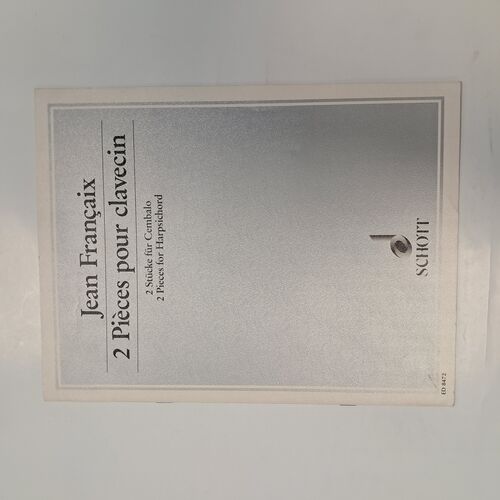 Jean Françaix
2 Pièces pour clavecin
2 Stücke für Cembalo
2 Pieces for Harpsichord
SCHOTT
ED 8472